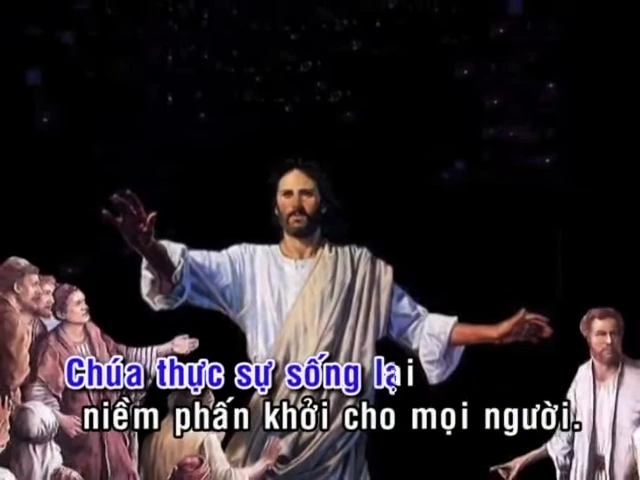 Chúa thực sự sống lại
niềm phấn khởi cho mọi người.